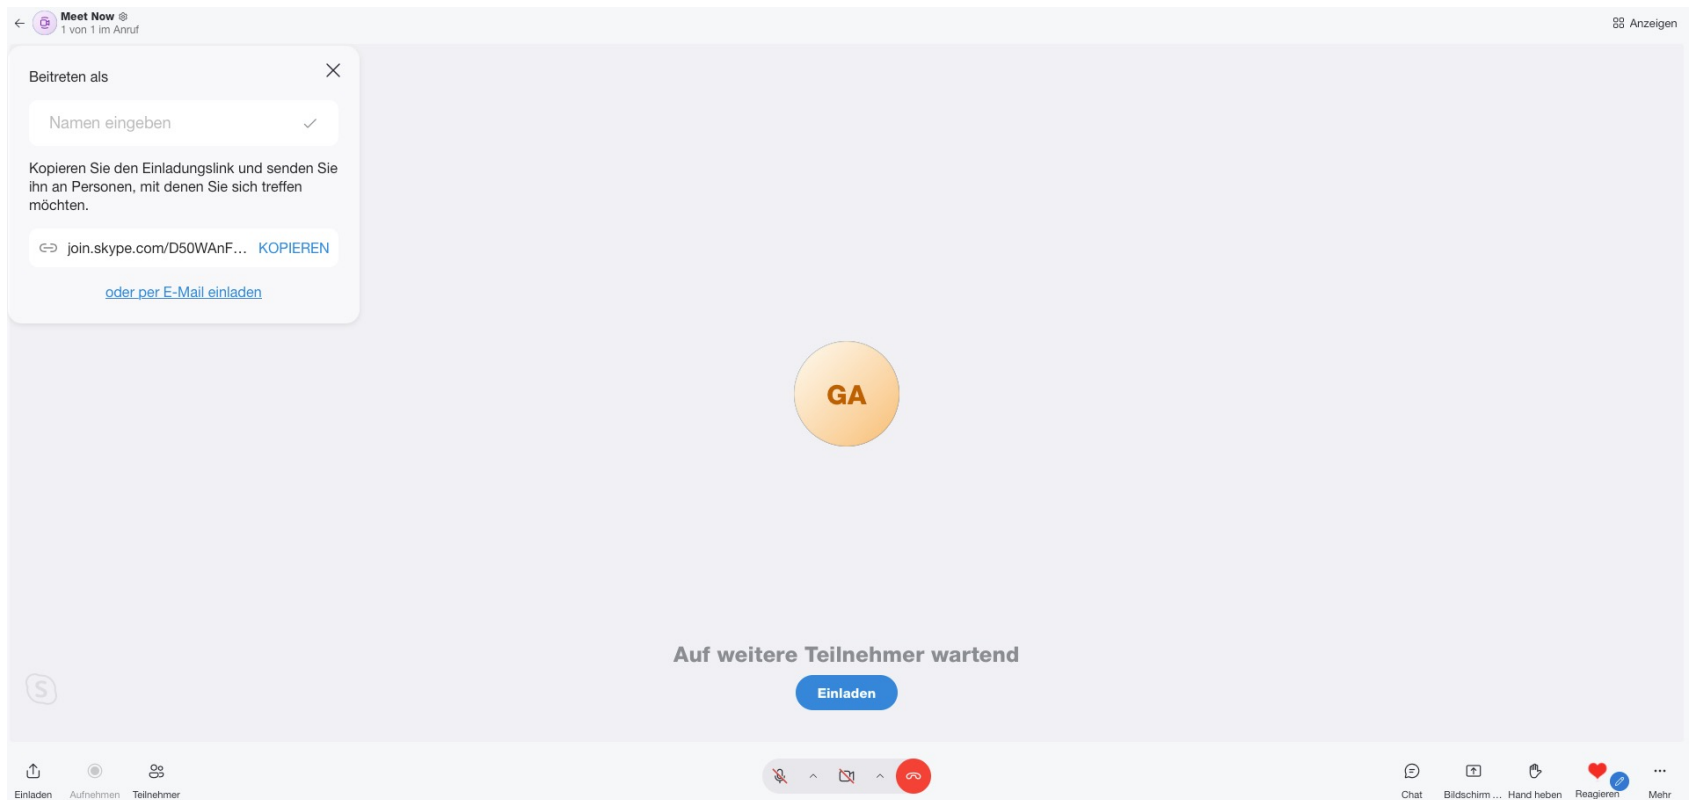 Meet Now
1 von 1 im Anruf
Anzeigen
Beitreten als
Namen eingeben
Kopieren Sie den Einladungslink und senden Sie
ihn an Personen, mit denen Sie sich treffen
möchten.
join.skype.com/D50WAnF... KOPIEREN
oder per E-Mail einladen
GA
Auf weitere Teilnehmer wartend
Einladen
S
Einladen Aufnehmen Teilnehmer
Chat Bildschirm ... Hand heben Reagieren Mehr